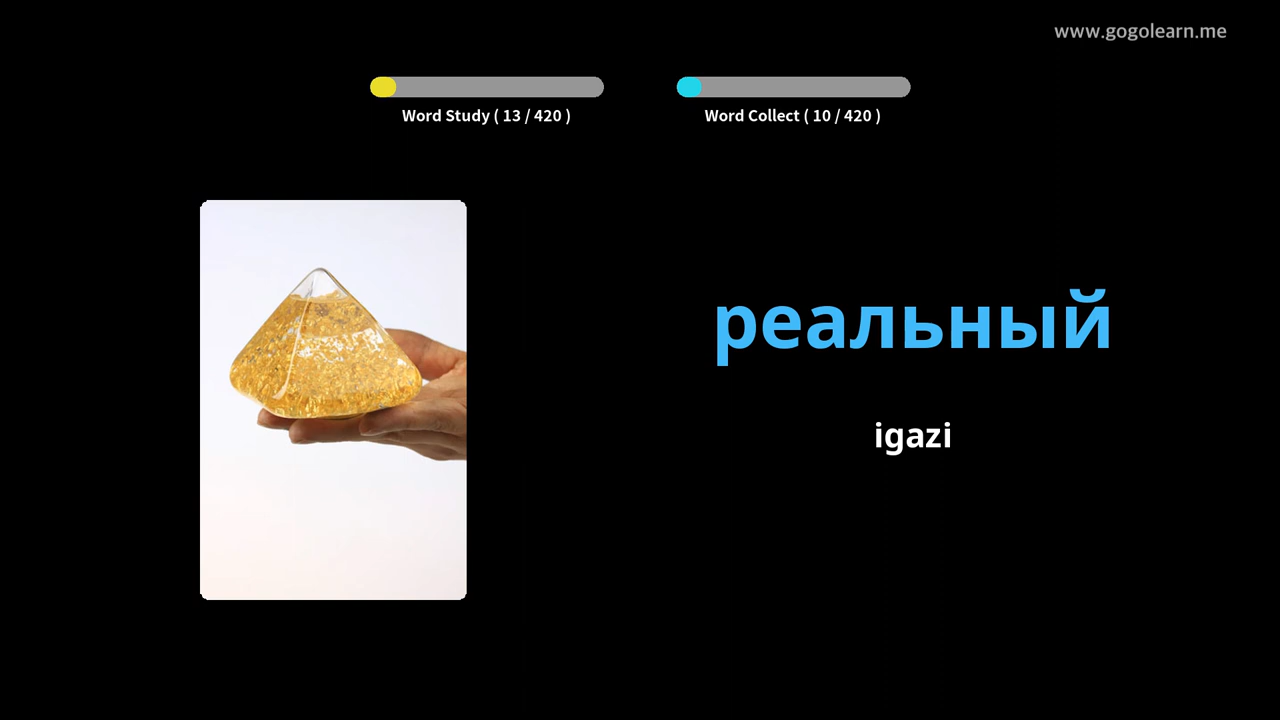 www.gogolearn.me
Word Study ( 13 / 420 )
Word Collect ( 10 / 420 )
реальный
igazi